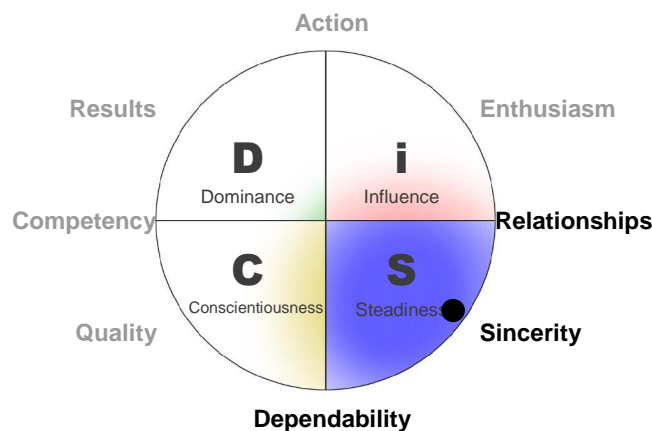 Action
Results
Enthusiasm
D
i
Dominance
Influence
Competency
Relationships
C
S
Conscientiousness
Steadiness
Quality
Sincerity
Dependability